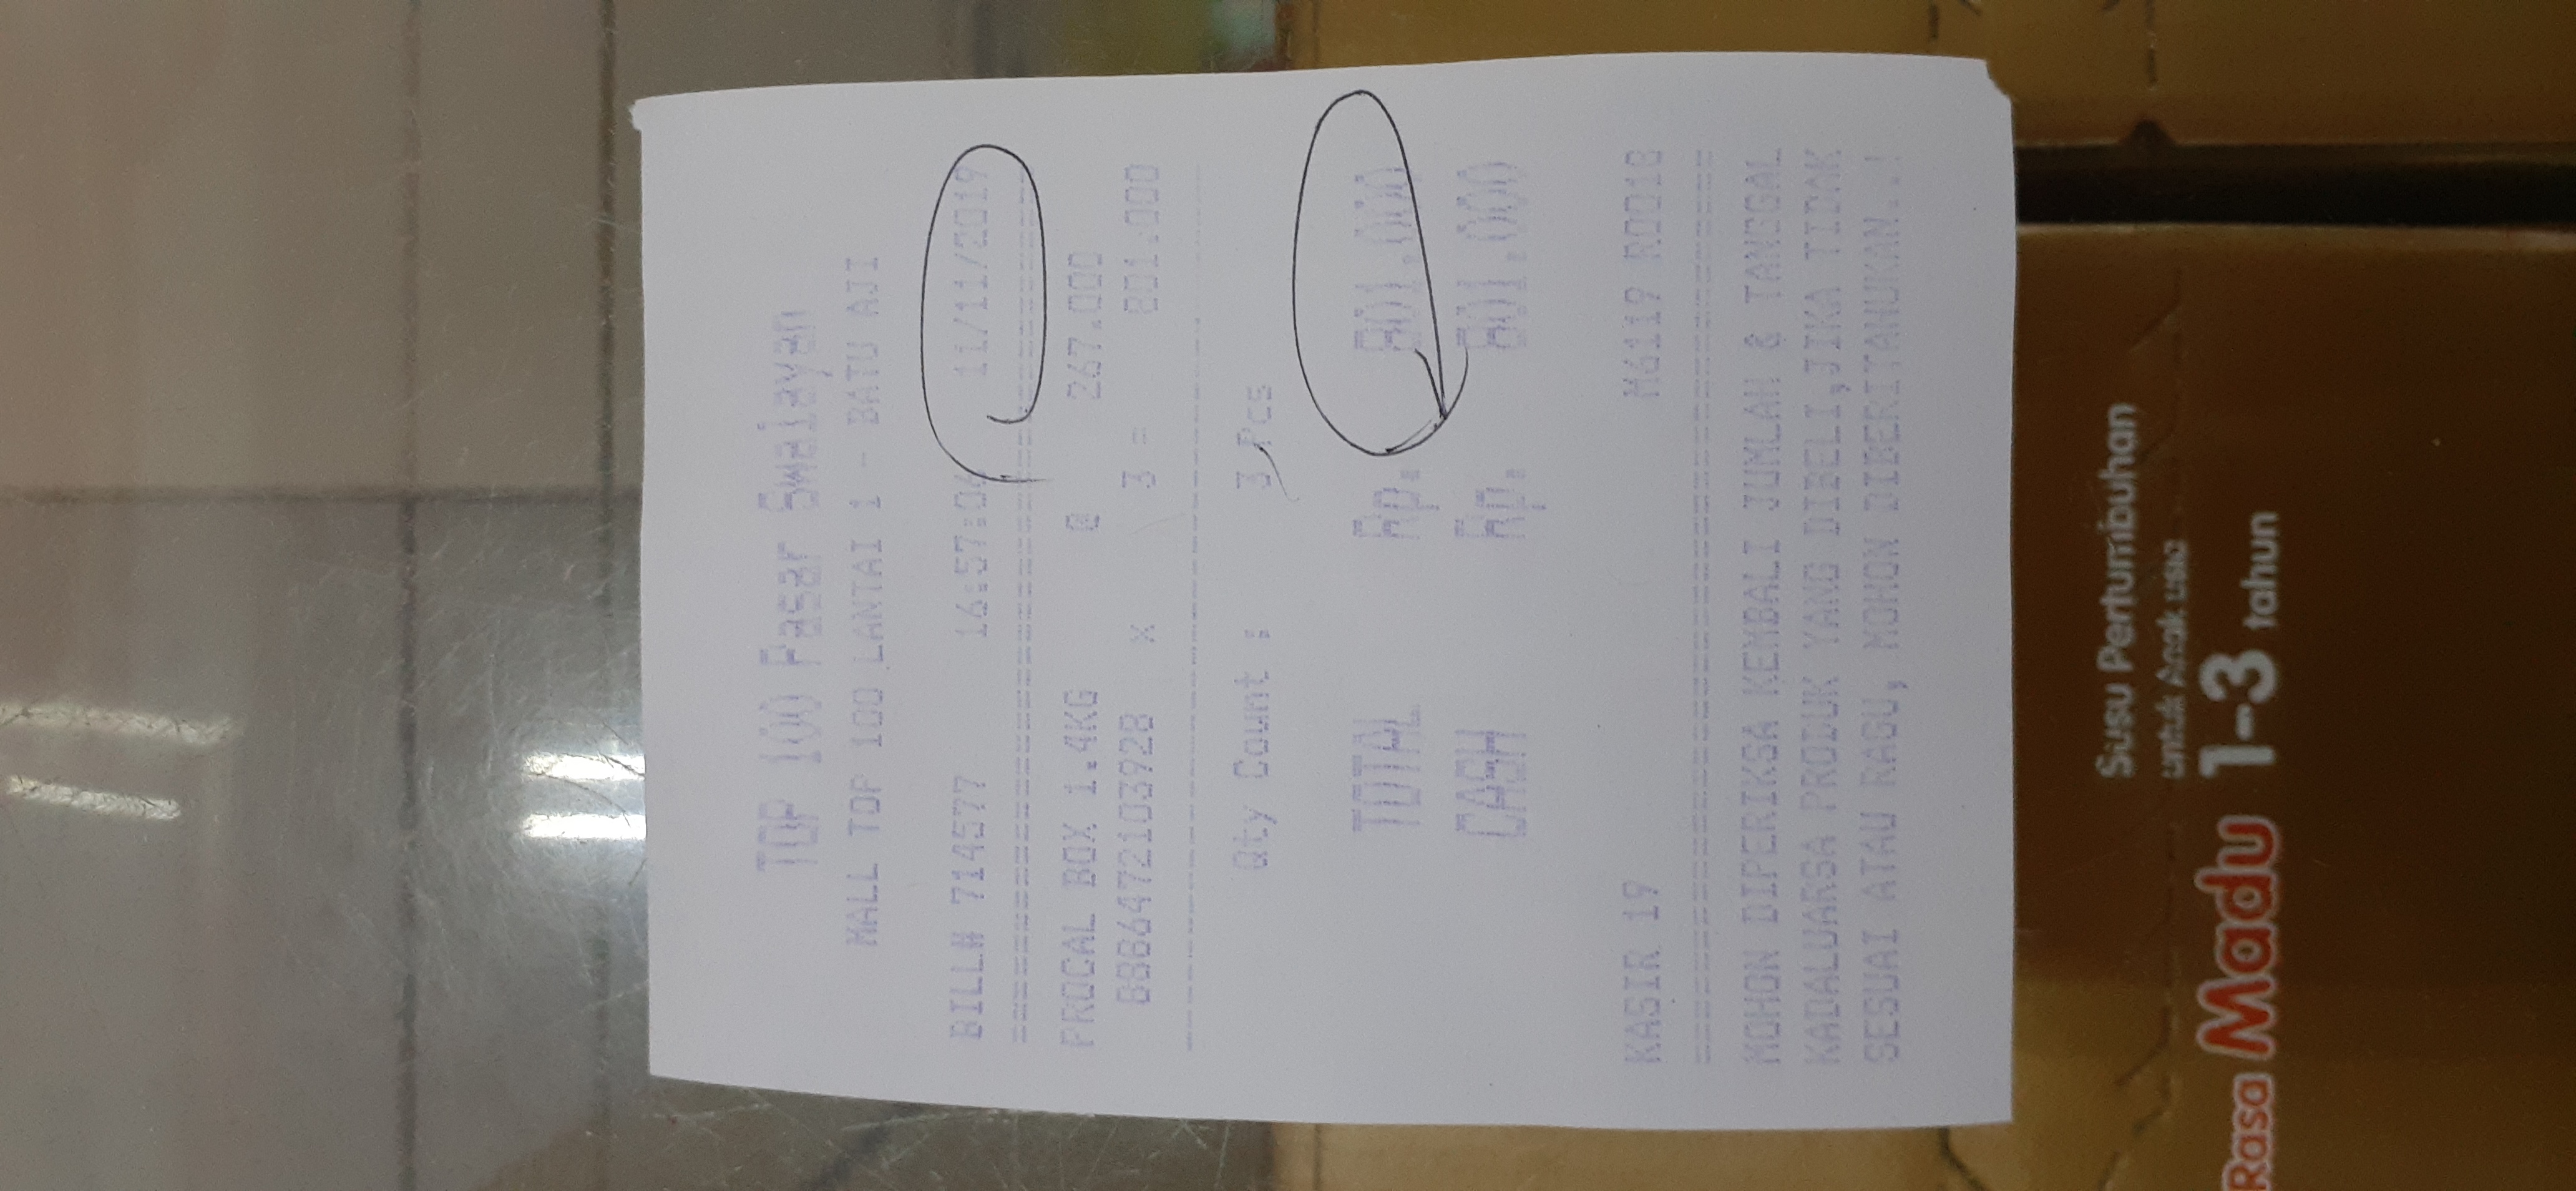 TOP 100 Pasar Swalayan
MALL TOP 100 LANTAI 1 - BATU AJI
BILL# 714577 16:57:06 11/11/2019
PROCAL BOX 1.4KG @ 267.000
8886472103928 x 3 = 801.000
Qty Count : 3 Pcs
TOTAL Rp. 801.000
CASH Rp. 801.000
KASIR 19 M6119 R0018
MOHON DIPERIKSA KEMBALI JUMLAH & TANGGAL
KADALUARSA PRODUK YANG DIBELI,JIKA TIDAK
SESUAI ATAU RAGU, MOHON DIBERITAHUKAN..!
Susu Pertumbuhan
untuk Anak usia
Rasa Madu 1-3 tahun